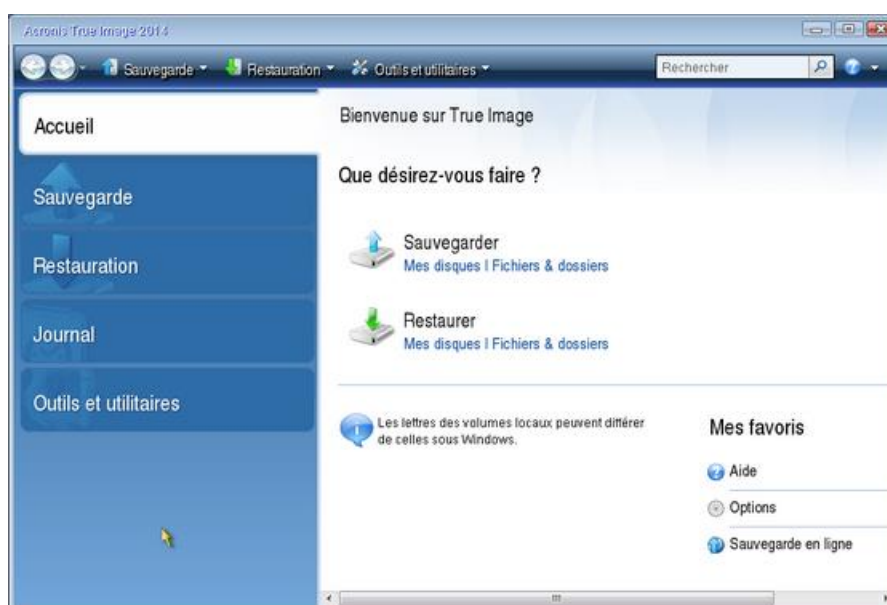 Acronis True Image 2014
Sauvegarde Restauration Outils et utilitaires Rechercher
Accueil
Sauvegarde
Restauration
Journal
Outils et utilitaires
Bienvenue sur True Image
Que désirez-vous faire ?
Sauvegarder
Mes disques | Fichiers & dossiers
Restaurer
Mes disques | Fichiers & dossiers
Les lettres des volumes locaux peuvent différer
de celles sous Windows.
Mes favoris
Aide
Options
Sauvegarde en ligne